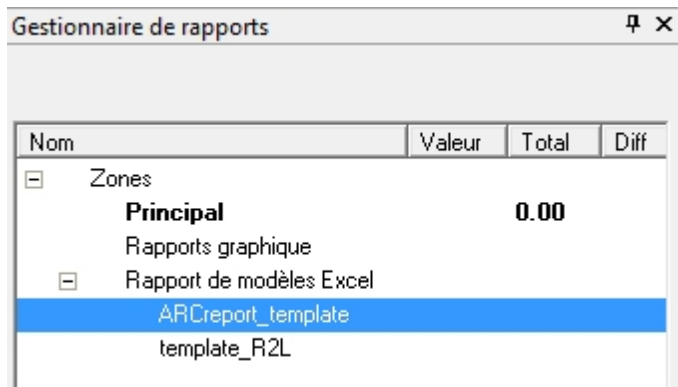 Gestionnaire de rapports
Nom Valeur Total Diff
Zones
Principal 0.00
Rapports graphique
Rapport de modèles Excel
ARCreport_template
template_R2L